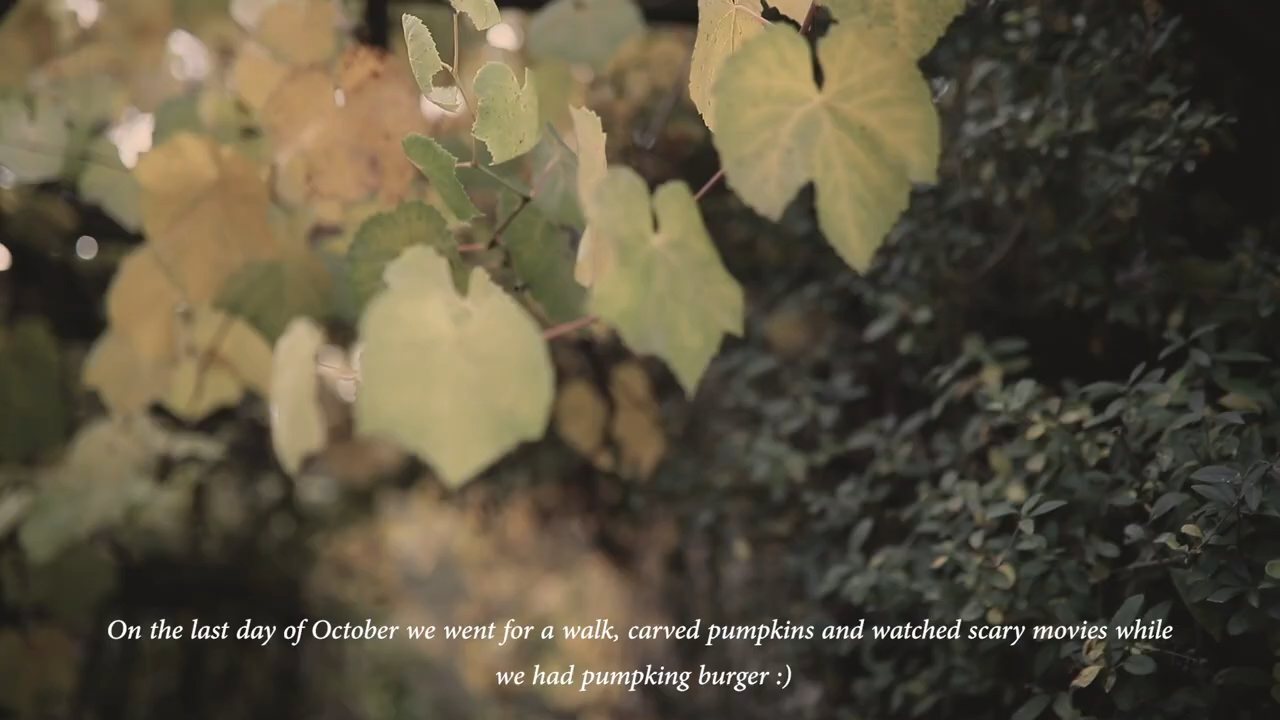 On the last day of October we went for a walk, carved pumpkins and watched scary movies while
we had pumpking burger :)